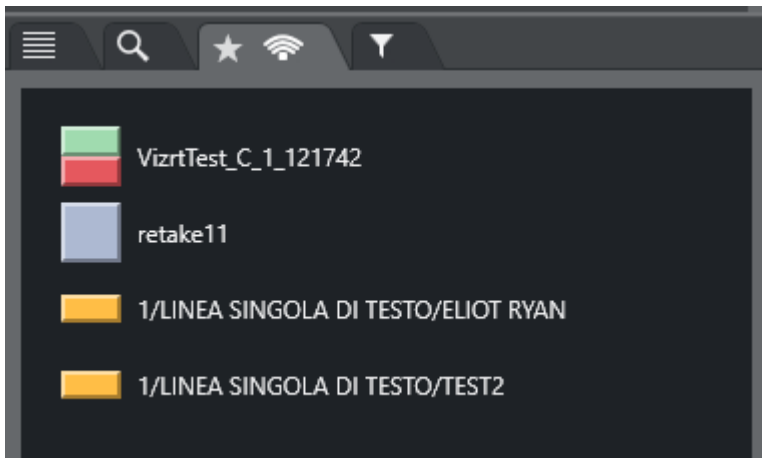 VizrtTest_C_1_121742
retake11
1/LINEA SINGOLA DI TESTO/ELIOT RYAN
1/LINEA SINGOLA DI TESTO/TEST2